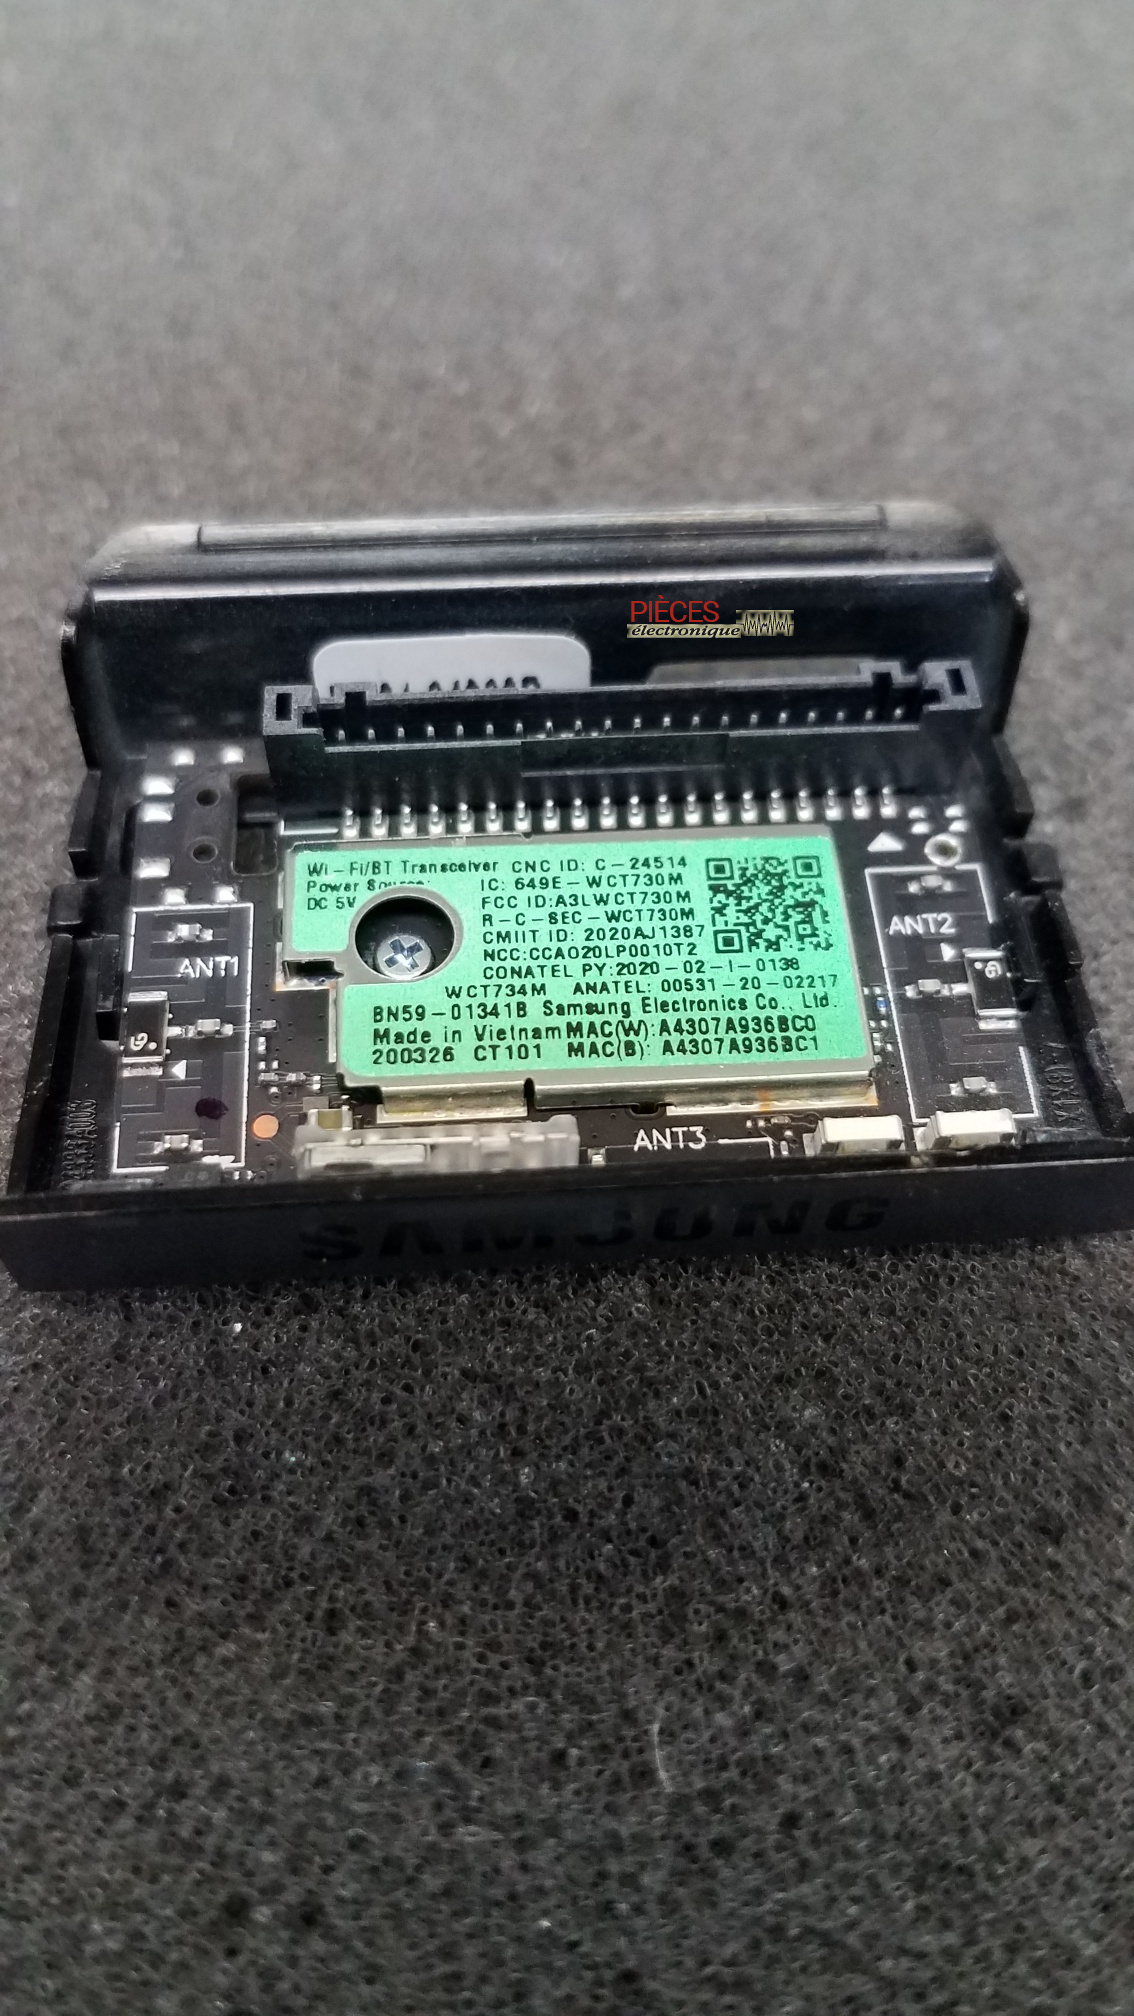 PIÈCES
électronique
Wi-Fi/BT Transceiver CNC ID: C-24514
Power Source:
IC: 649E-WCT730M
DC 5V
FCC ID:A3LWCT730M
R-C-SEC-WCT730M
CMIIT ID: 2020AJ1387
NCC:CCAO20LP0010T2
CONATEL PY:2020-02-I-0138
WCT734M ANATEL: 00531-20-02217
BN59-01341B Samsung Electronics Co., Ltd.
Made in Vietnam MAC(W): A4307A936BC0
200326 CT101 MAC(B): A4307A936BC1
ANT1
ANT2
ANT3
SAMSUNG